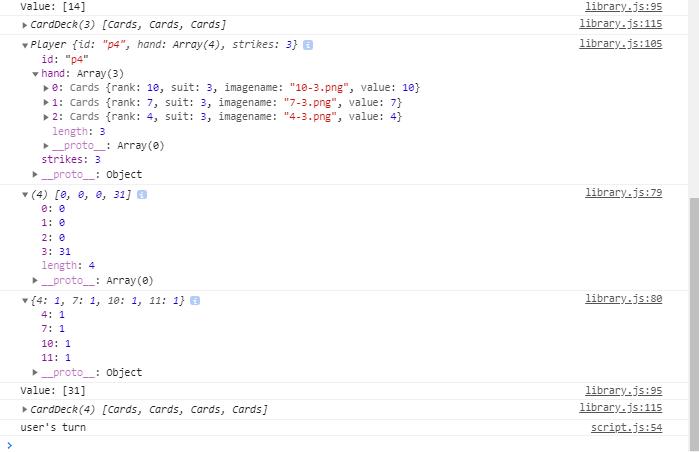 Value: [14] library.js:95
▶CardDeck(3) [Cards, Cards, Cards] library.js:115
▼Player {id: "p4", hand: Array(4), strikes: 3} i library.js:105
id: "p4"
▼hand: Array(3)
▶0: Cards {rank: 10, suit: 3, imagename: "10-3.png", value: 10}
▶1: Cards {rank: 7, suit: 3, imagename: "7-3.png", value: 7}
▶2: Cards {rank: 4, suit: 3, imagename: "4-3.png", value: 4}
length: 3
▶__proto__: Array(0)
strikes: 3
▶__proto__: Object
▼(4) [0, 0, 0, 31] i library.js:79
0: 0
1: 0
2: 0
3: 31
length: 4
▶__proto__: Array(0)
▼{4: 1, 7: 1, 10: 1, 11: 1} i library.js:80
4: 1
7: 1
10: 1
11: 1
▶__proto__: Object
Value: [31] library.js:95
▶CardDeck(4) [Cards, Cards, Cards, Cards] library.js:115
user's turn script.js:54
>